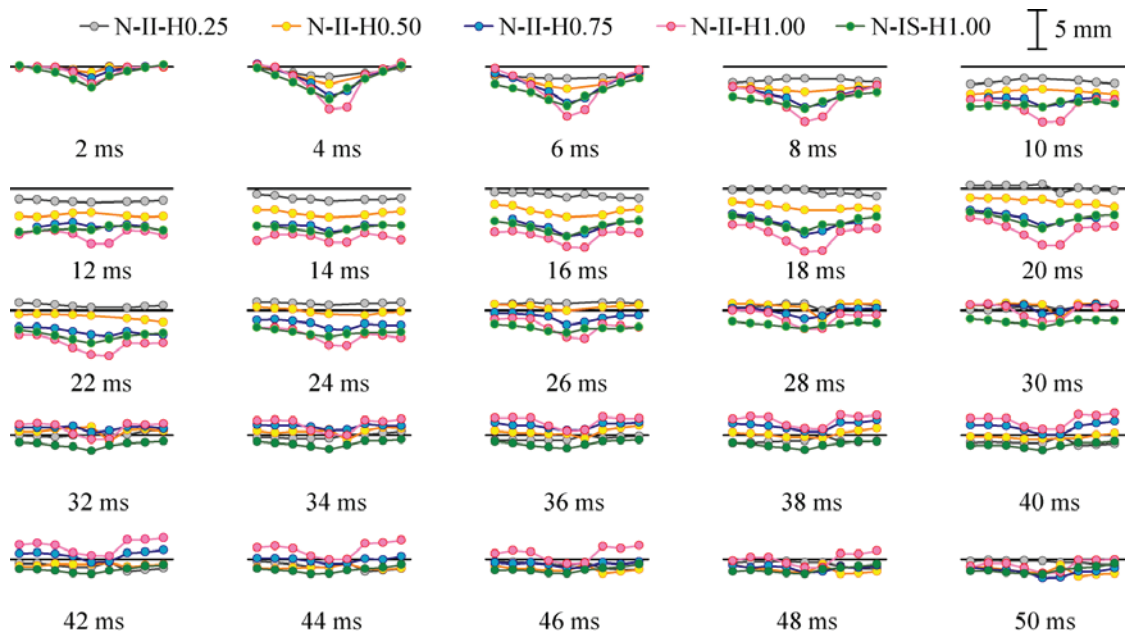 N-II-H0.25 N-II-H0.50 N-II-H0.75 N-II-H1.00 N-IS-H1.00 5 mm
2 ms 4 ms 6 ms 8 ms 10 ms
12 ms 14 ms 16 ms 18 ms 20 ms
22 ms 24 ms 26 ms 28 ms 30 ms
32 ms 34 ms 36 ms 38 ms 40 ms
42 ms 44 ms 46 ms 48 ms 50 ms